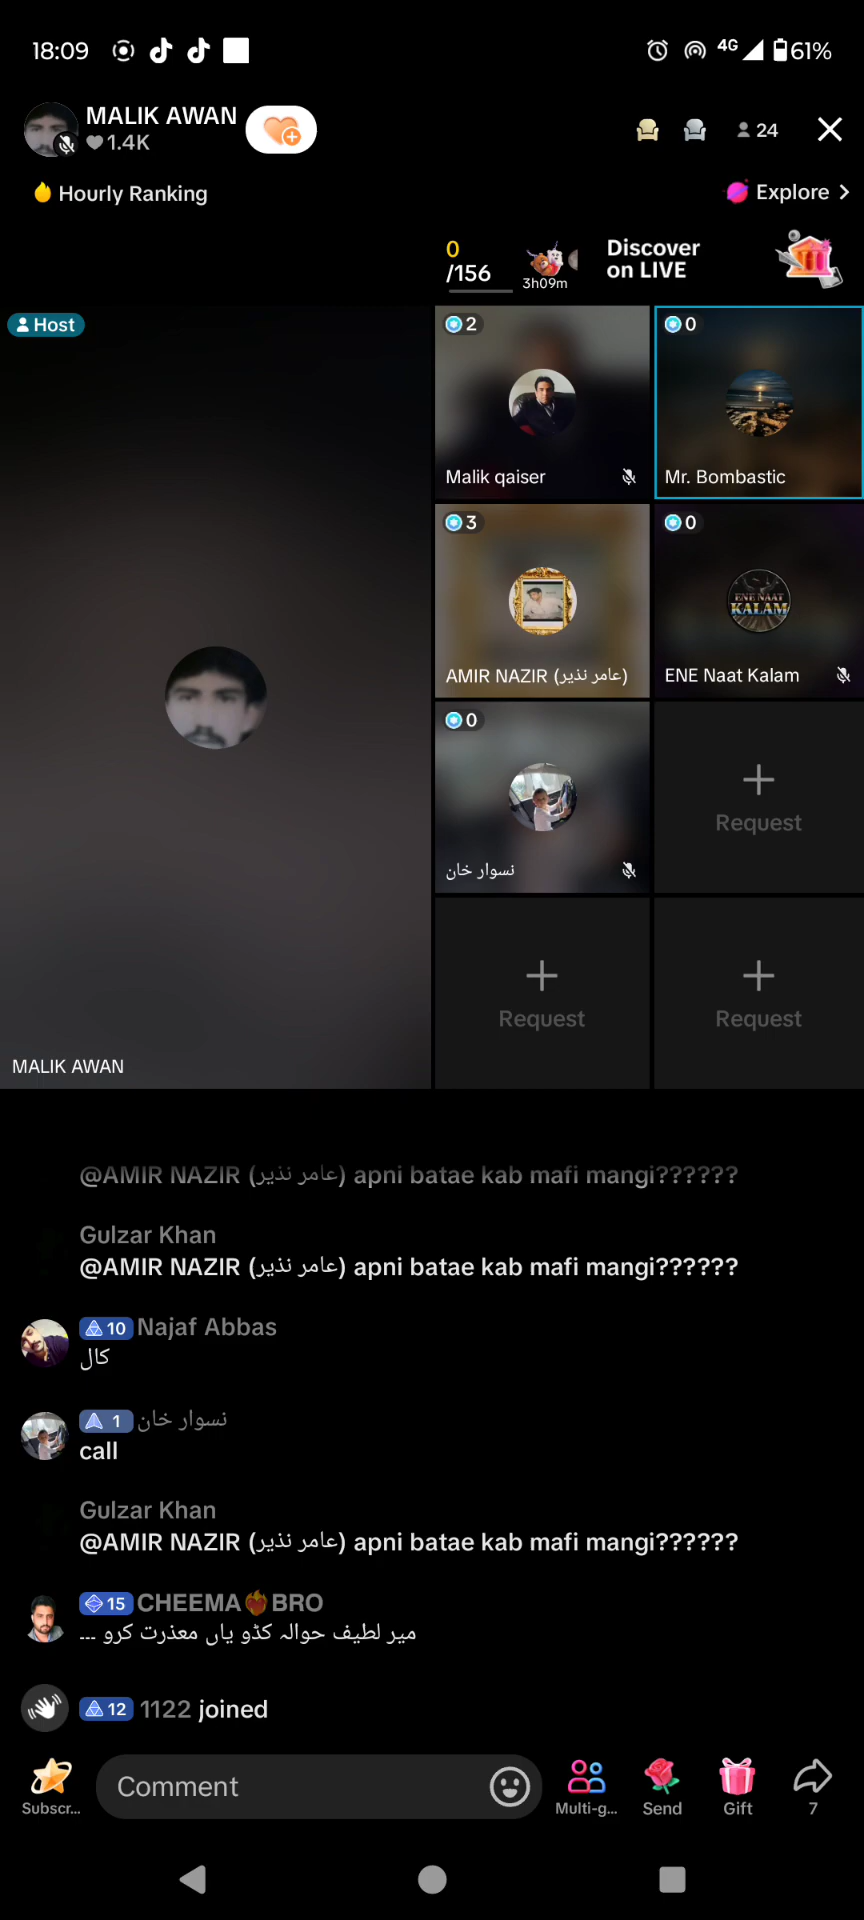 18:09
4G 61%
MALIK AWAN
1.4K
24
Hourly Ranking
Explore
0
/156
3h09m
Discover
on LIVE
Host
2
0
Malik qaiser
Mr. Bombastic
3
0
ENE NAAT
KALAM
AMIR NAZIR (عامر نذیر)
ENE Naat Kalam
0
نسوار خان
Request
Request
Request
MALIK AWAN
@AMIR NAZIR (عامر نذیر) apni batae kab mafi mangi??????
Gulzar Khan
@AMIR NAZIR (عامر نذیر) apni batae kab mafi mangi??????
10 Najaf Abbas
کال
1 نسوار خان
call
Gulzar Khan
@AMIR NAZIR (عامر نذیر) apni batae kab mafi mangi??????
15 CHEEMA❤️‍🔥BRO
میر لطیف حوالہ کڈو یاں معذرت کرو ---
12 1122 joined
Comment
Subscr...
Multi-g...
Send
Gift
7